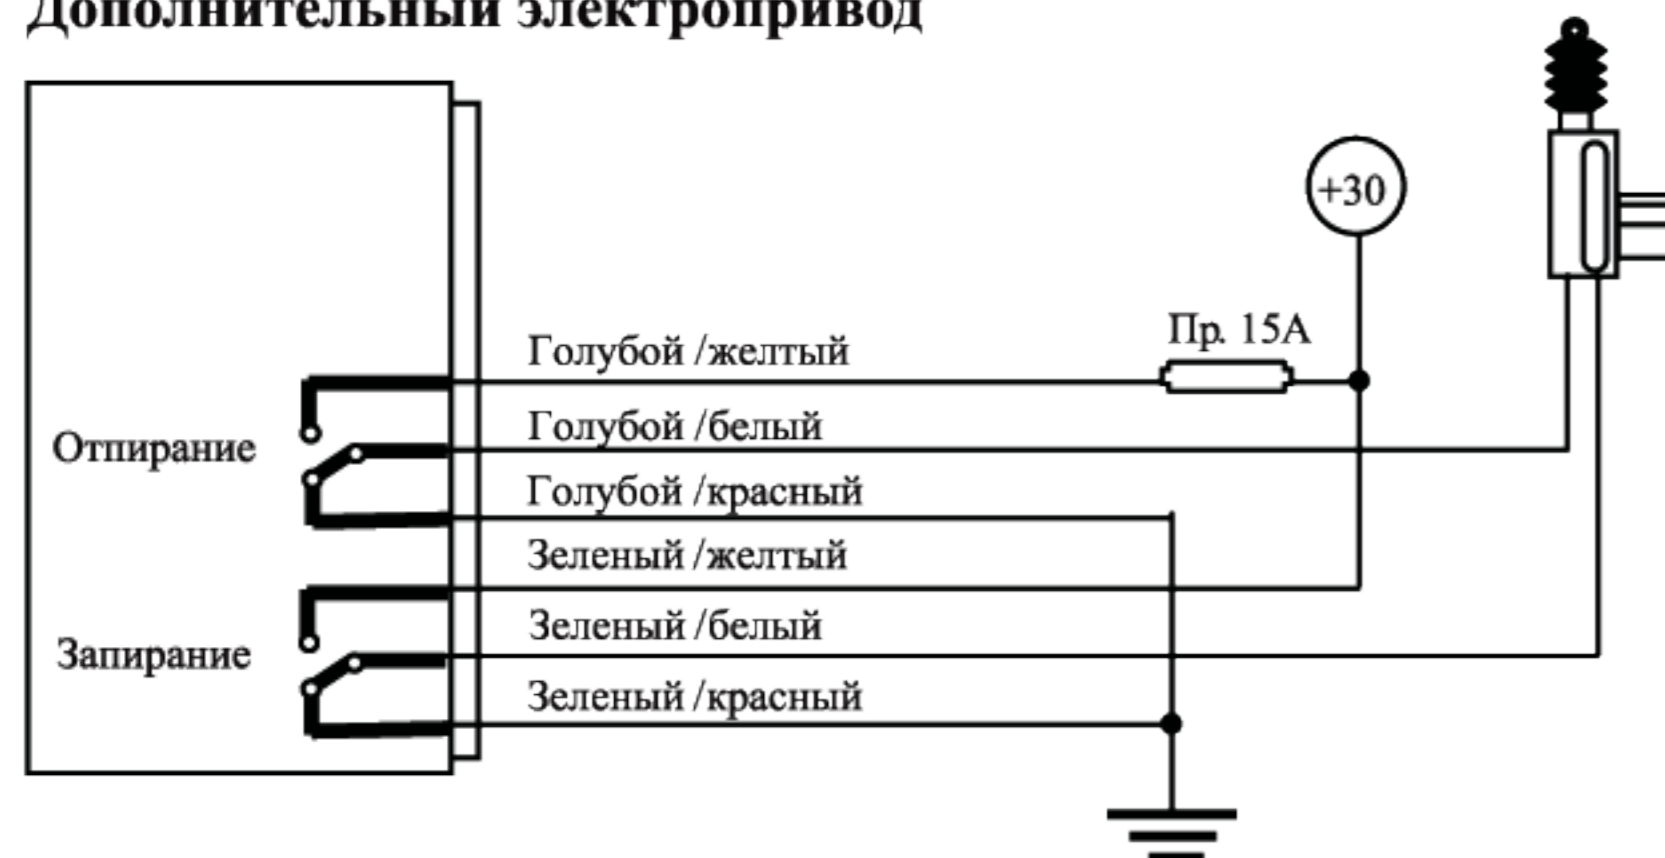 Дополнительный электропривод
+30
Пр. 15А
Голубой /желтый
Голубой /белый
Отпирание
Голубой /красный
Зеленый /желтый
Зеленый /белый
Запирание
Зеленый /красный